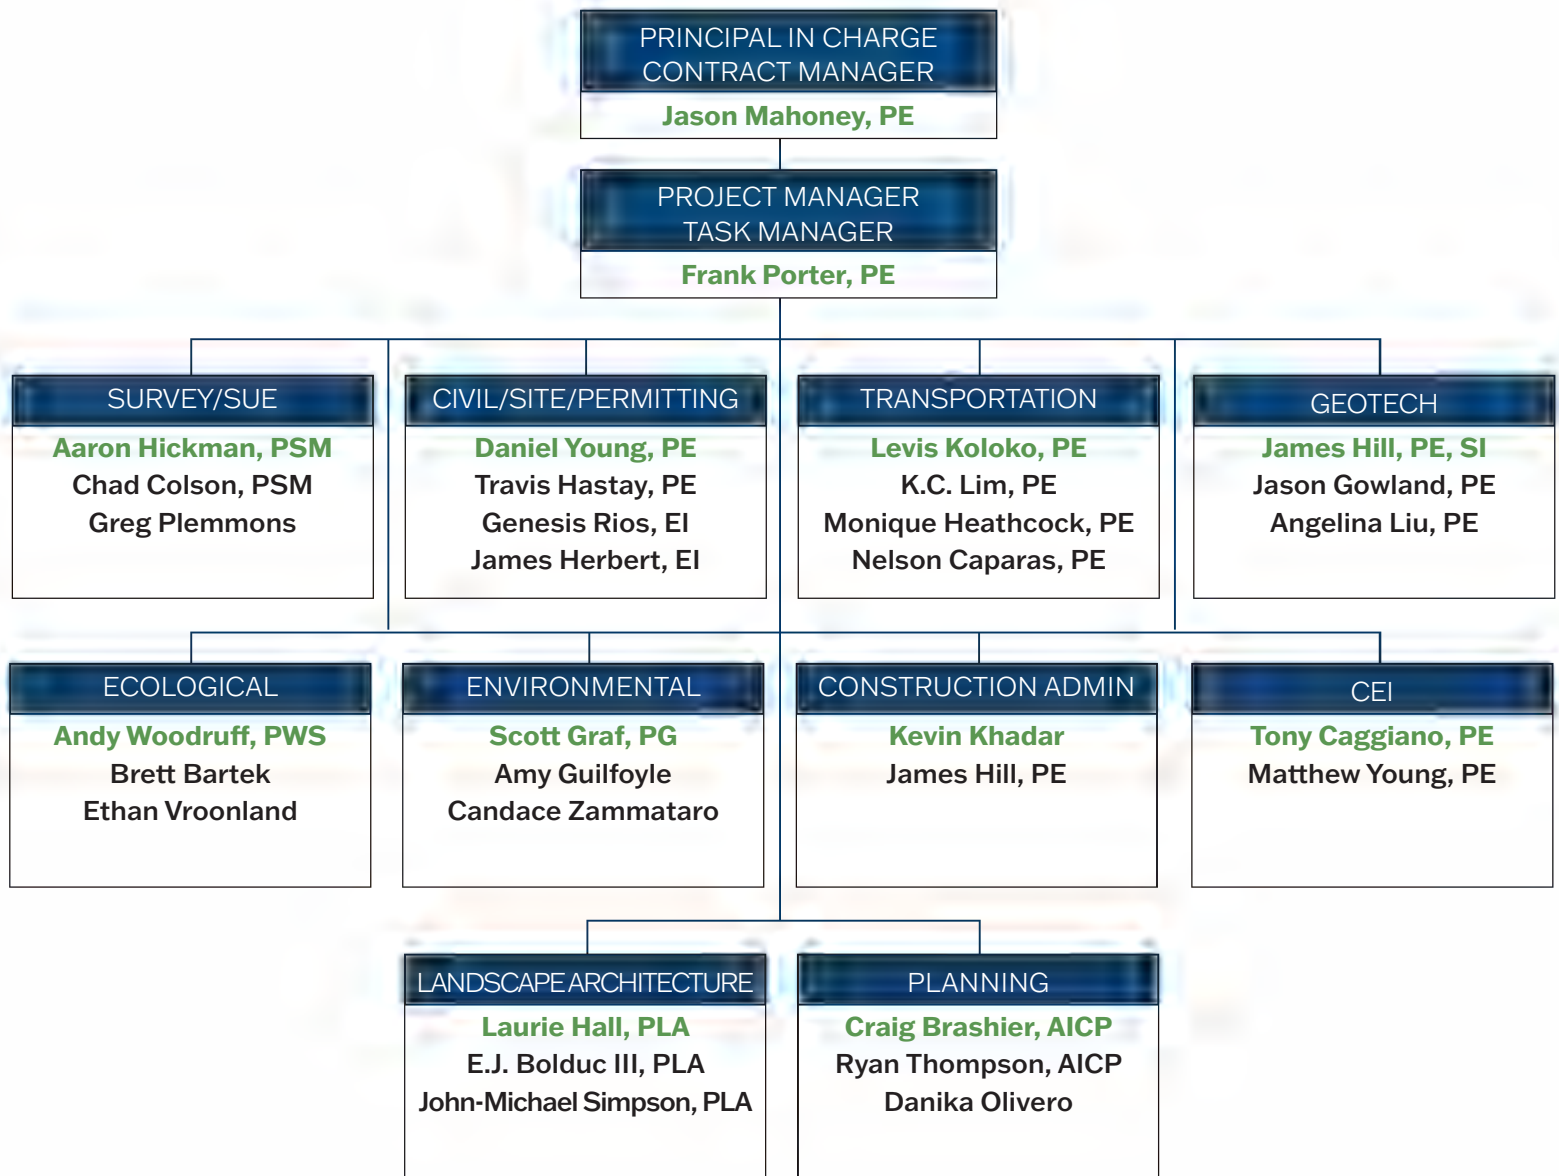 PRINCIPAL IN CHARGE
CONTRACT MANAGER
Jason Mahoney, PE
PROJECT MANAGER
TASK MANAGER
Frank Porter, PE
SURVEY/SUE
Aaron Hickman, PSM
Chad Colson, PSM
Greg Plemmons
CIVIL/SITE/PERMITTING
Daniel Young, PE
Travis Hastay, PE
Genesis Rios, EI
James Herbert, EI
TRANSPORTATION
Levis Koloko, PE
K.C. Lim, PE
Monique Heathcock, PE
Nelson Caparas, PE
GEOTECH
James Hill, PE, SI
Jason Gowland, PE
Angelina Liu, PE
ECOLOGICAL
Andy Woodruff, PWS
Brett Bartek
Ethan Vroonland
ENVIRONMENTAL
Scott Graf, PG
Amy Guilfoyle
Candace Zammataro
CONSTRUCTION ADMIN
Kevin Khadar
James Hill, PE
CEI
Tony Caggiano, PE
Matthew Young, PE
LANDSCAPE ARCHITECTURE
Laurie Hall, PLA
E.J. Bolduc III, PLA
John-Michael Simpson, PLA
PLANNING
Craig Brashier, AICP
Ryan Thompson, AICP
Danika Olivero